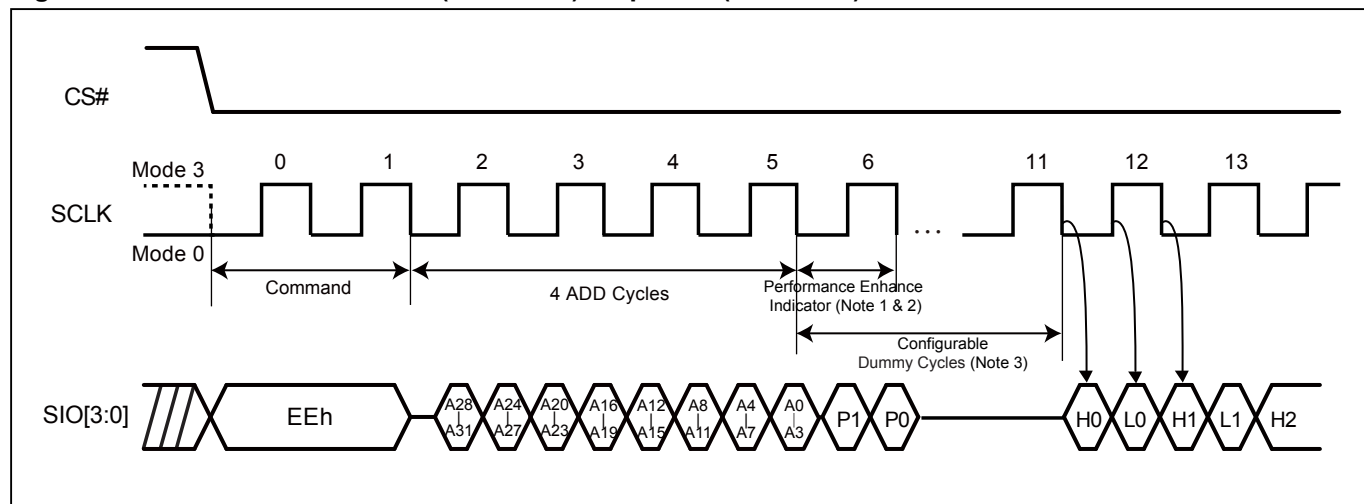 CS#
Mode 3
0 1 2 3 4 5 6 11 12 13
SCLK
...
Mode 0
Command
4 ADD Cycles
Performance Enhance
Indicator (Note 1 & 2)
Configurable
Dummy Cycles (Note 3)
SIO[3:0]
EEh
A28 | A31
A24 | A27
A20 | A23
A16 | A19
A12 | A15
A8 | A11
A4 | A7
A0 | A3
P1
P0
H0
L0
H1
L1
H2